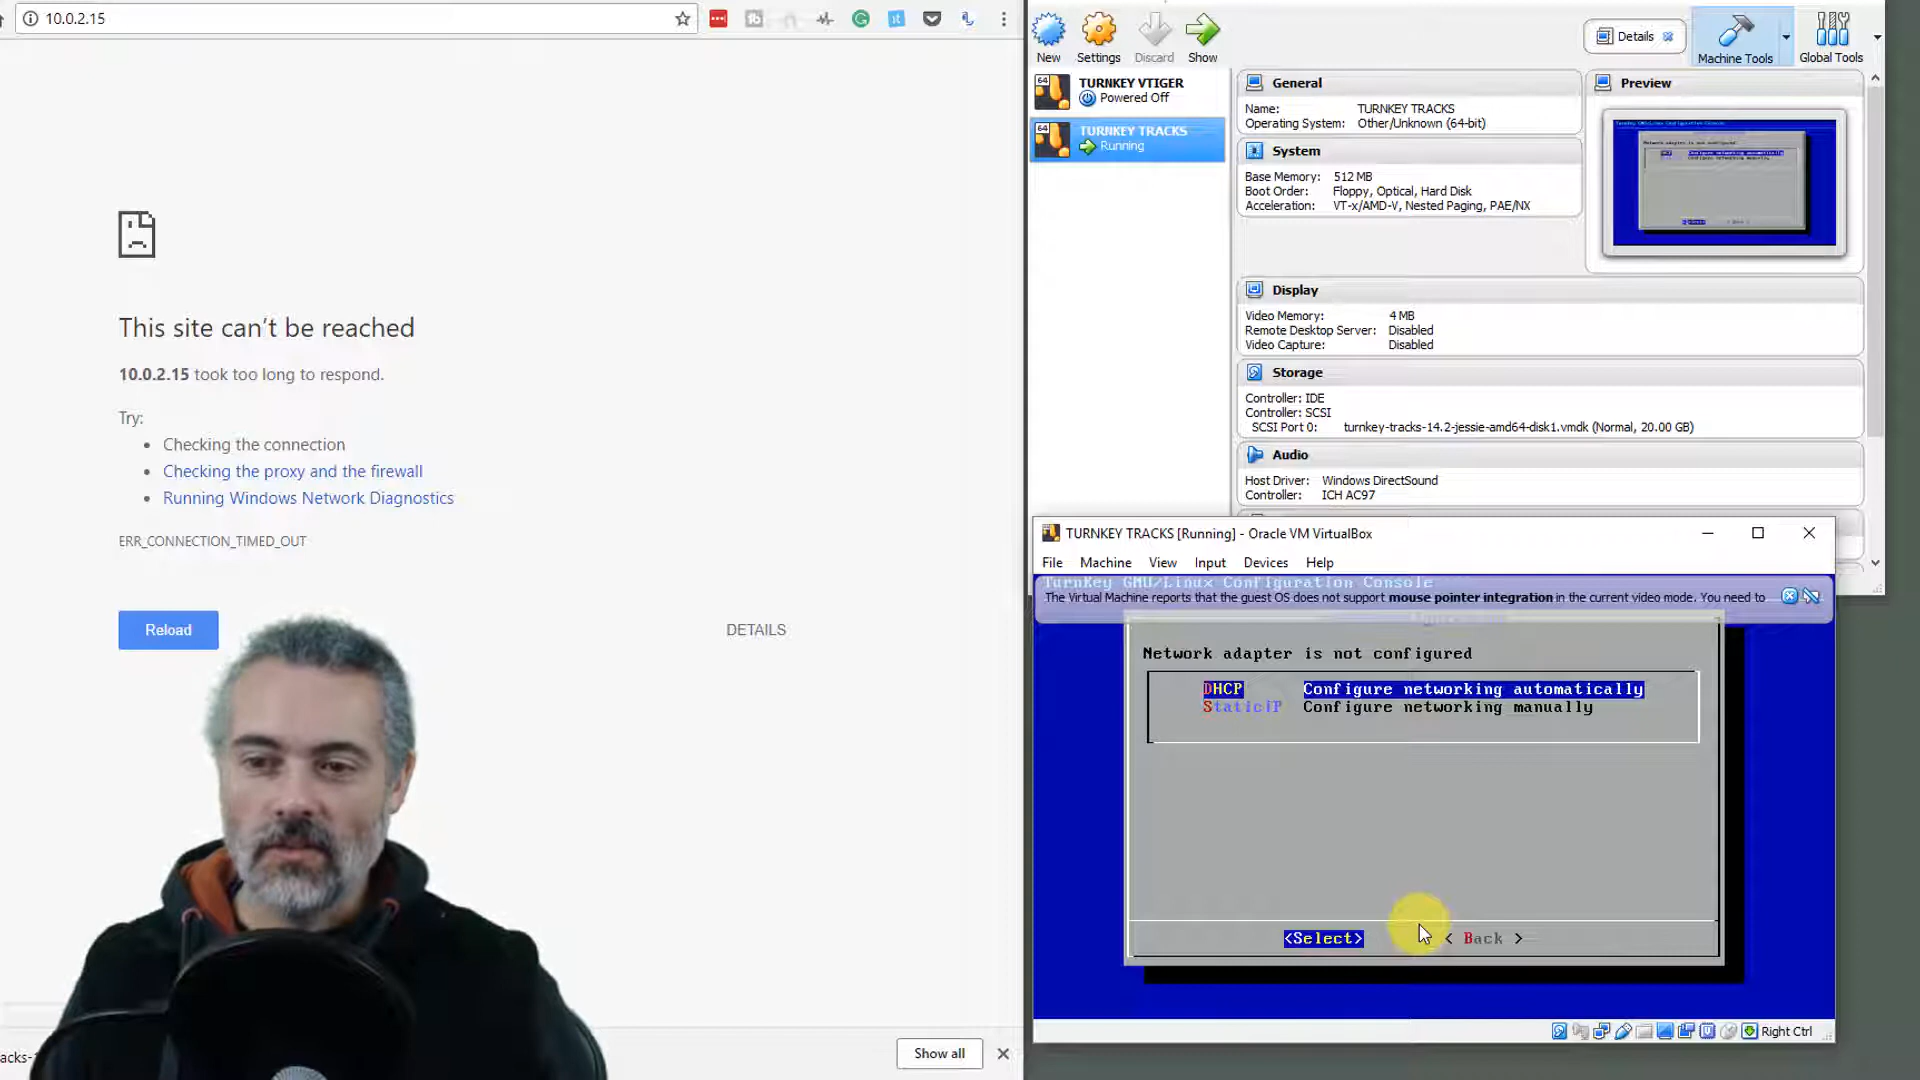 10.0.2.15
This site can't be reached
10.0.2.15 took too long to respond.
Try:
Checking the connection
Checking the proxy and the firewall
Running Windows Network Diagnostics
ERR_CONNECTION_TIMED_OUT
Reload
DETAILS
Show all
New
Settings
Discard
Show
Details
Machine Tools
Global Tools
64
TURNKEY VTIGER
Powered Off
64
TURNKEY TRACKS
Running
General
Name: TURNKEY TRACKS
Operating System: Other/Unknown (64-bit)
System
Base Memory: 512 MB
Boot Order: Floppy, Optical, Hard Disk
Acceleration: VT-x/AMD-V, Nested Paging, PAE/NX
Preview
Display
Video Memory: 4 MB
Remote Desktop Server: Disabled
Video Capture: Disabled
Storage
Controller: IDE
Controller: SCSI
SCSI Port 0: turnkey-tracks-14.2-jessie-amd64-disk1.vmdk (Normal, 20.00 GB)
Audio
Host Driver: Windows DirectSound
Controller: ICH AC97
TURNKEY TRACKS [Running] - Oracle VM VirtualBox
File Machine View Input Devices Help
TurnKey GNU/Linux Configuration Console
The Virtual Machine reports that the guest OS does not support mouse pointer integration in the current video mode. You need to
Network adapter is not configured
DHCP Configure networking automatically
StaticIP Configure networking manually
<Select> < Back >
Right Ctrl